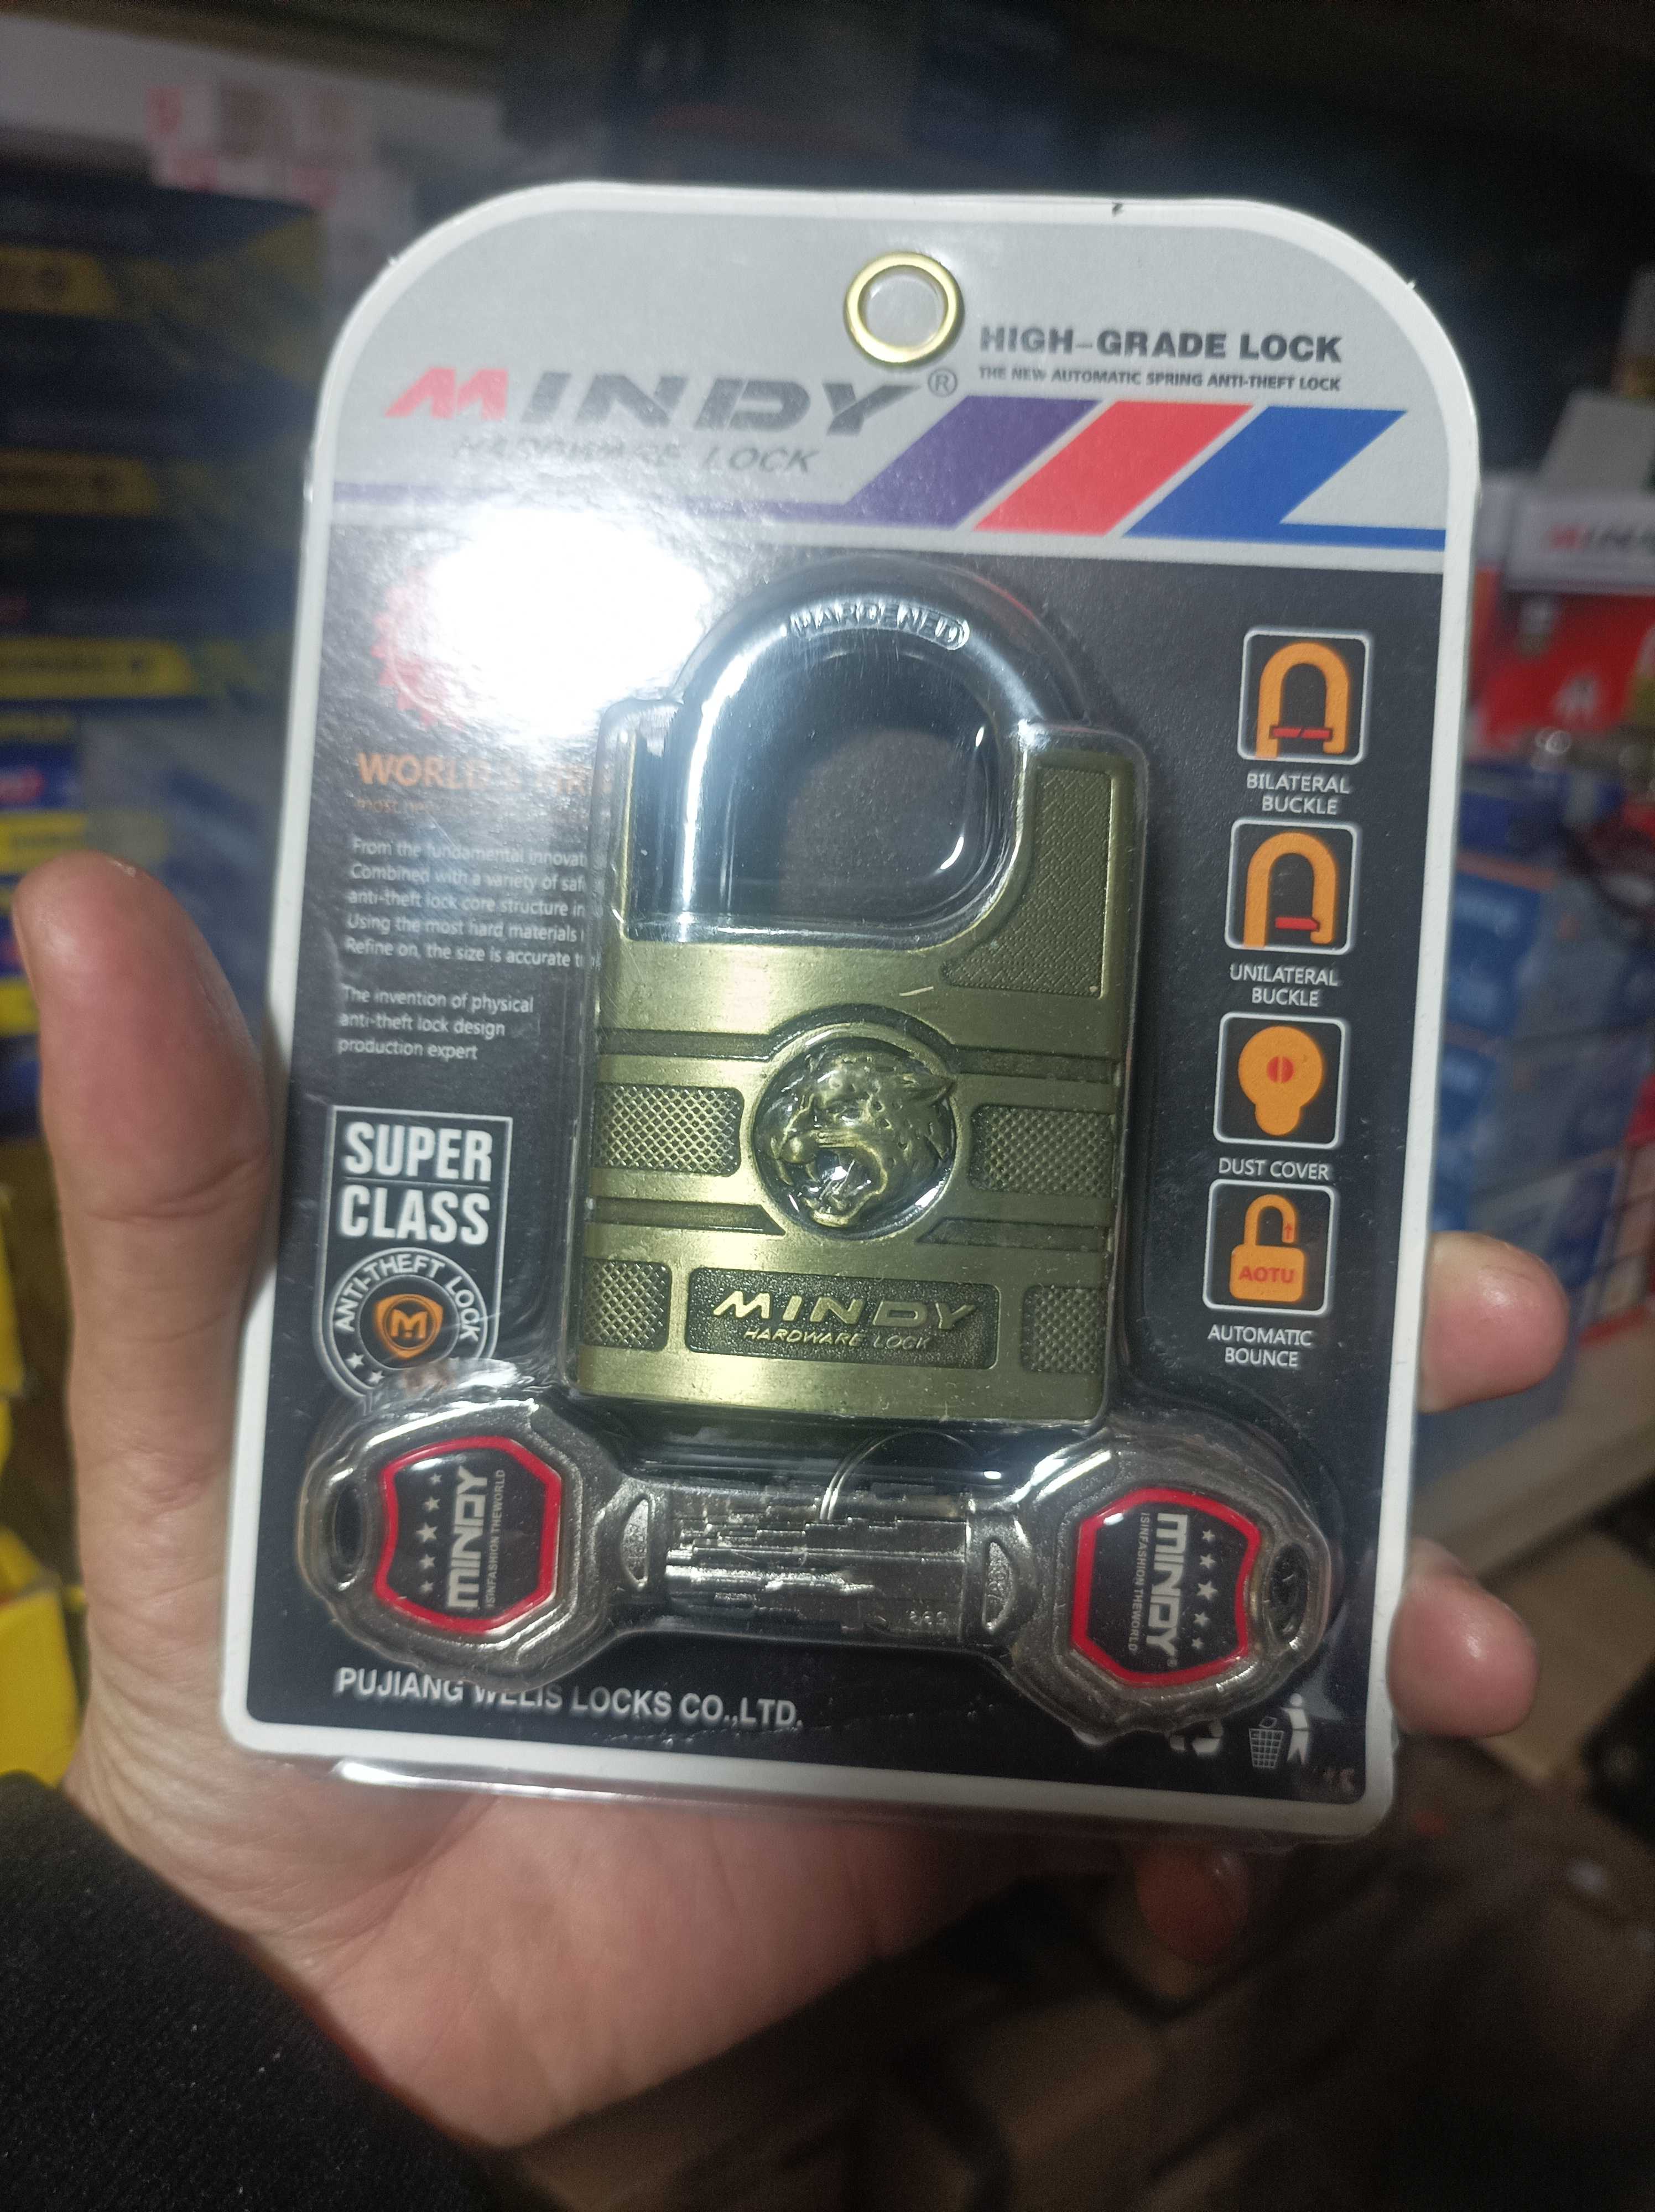 HIGH-GRADE LOCK
THE NEW AUTOMATIC SPRING ANTI-THEFT LOCK
MINDY®
HARDWARE LOCK
HARDENED
WORLD'S
most
From the fundamental innovat
Combined with a variety of saf
anti-theft lock core structure in
Using the most hard materials
Refine on, the size is accurate
The invention of physical
anti-theft lock design
production expert
SUPER
CLASS
ANTI-THEFT LOCK
M
BILATERAL
BUCKLE
UNILATERAL
BUCKLE
DUST COVER
AOTU
AUTOMATIC
BOUNCE
MINDY
HARDWARE LOCK
MINDY
ISINFASHION THEWORLD
MINDY
ISINFASHION THEWORLD
PUJIANG WELIS LOCKS CO.,LTD.